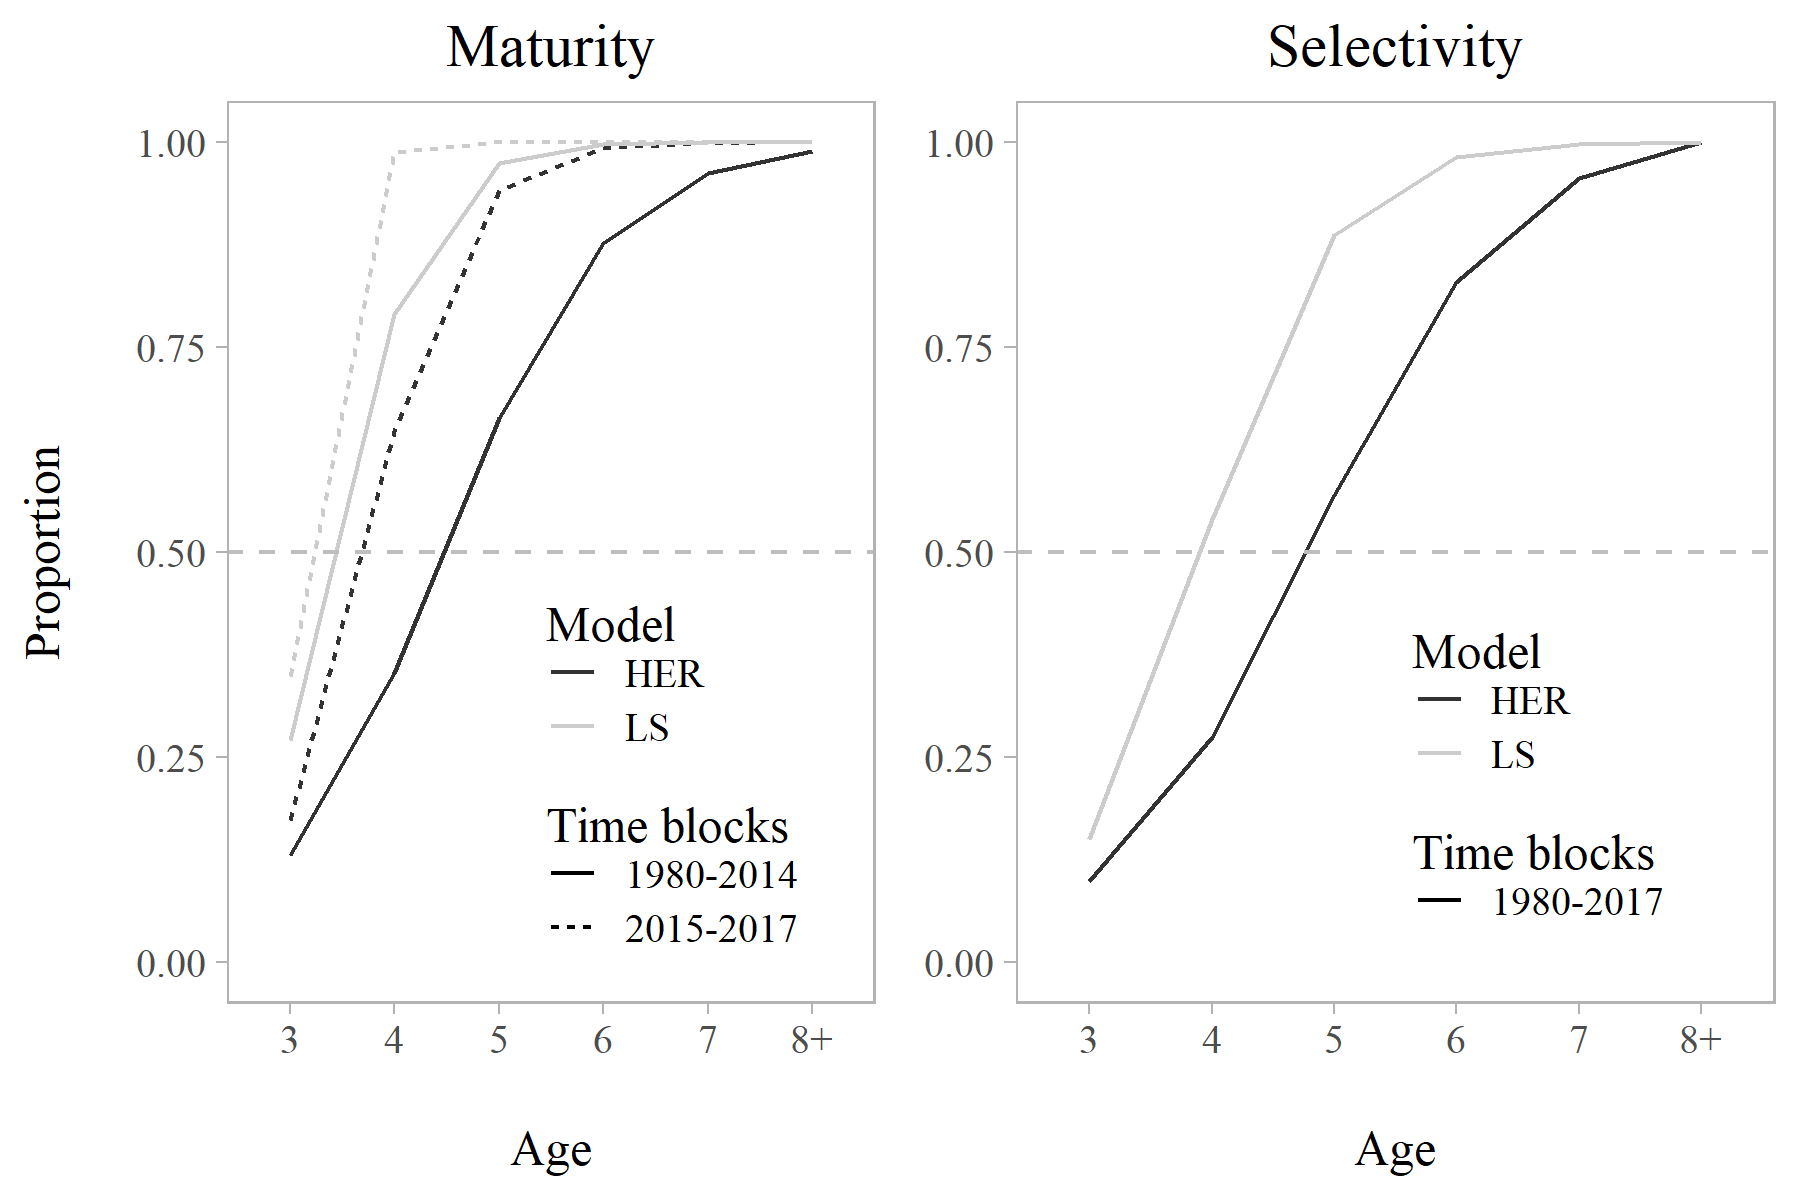 Maturity
Selectivity
Proportion
1.00
0.75
0.50
0.25
0.00
Model
HER
LS
Time blocks
1980-2014
2015-2017
3 4 5 6 7 8+
Age
1.00
0.75
0.50
0.25
0.00
Model
HER
LS
Time blocks
1980-2017
3 4 5 6 7 8+
Age